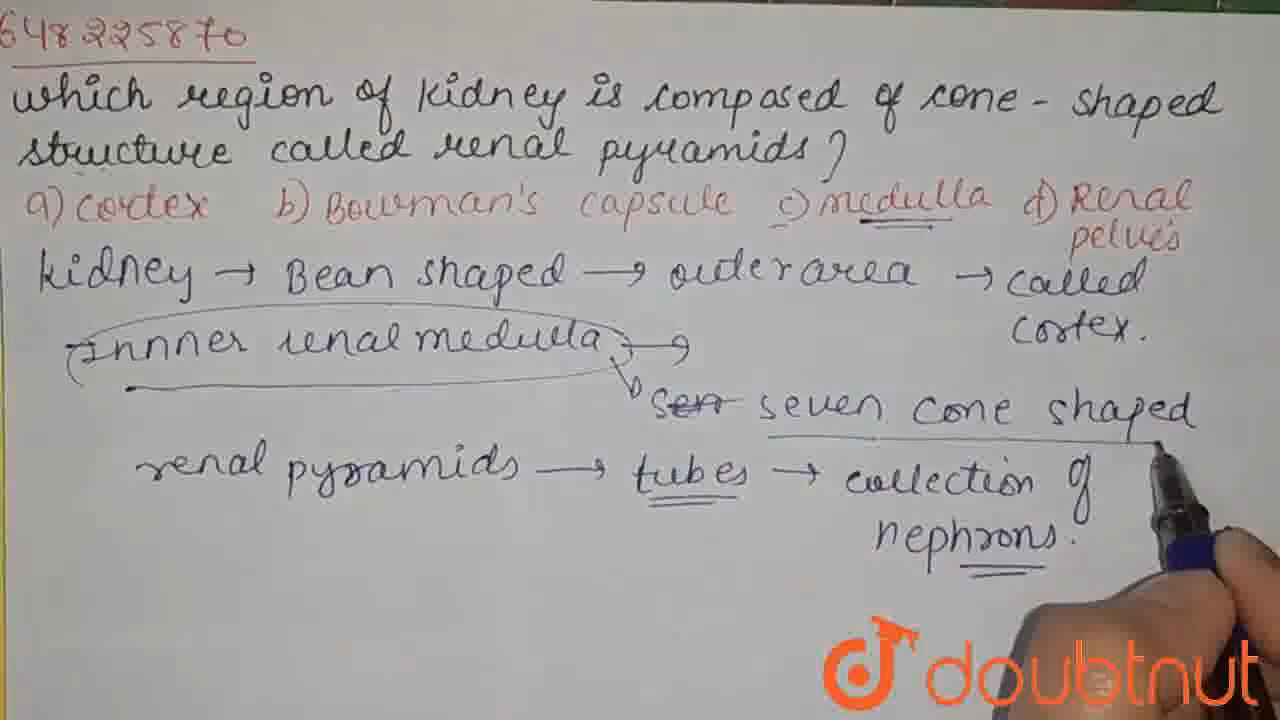 648225870
which region of kidney is composed of cone - shaped
structure called renal pyramids?
a) cortex b) Bowman's capsule c) medulla d) Renal
pelvis
kidney → Bean shaped → outer area → called
cortex.
Innner renal medulla →
seven cone shaped
renal pyramids → tubes → collection of
nephrons.
doubtnut